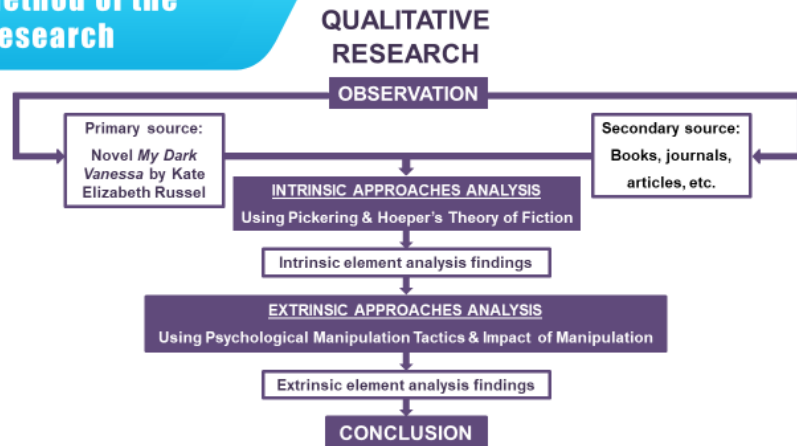 Method of the
Research
QUALITATIVE
RESEARCH
OBSERVATION
Primary source:
Novel My Dark
Vanessa by Kate
Elizabeth Russel
Secondary source:
Books, journals,
articles, etc.
INTRINSIC APPROACHES ANALYSIS
Using Pickering & Hoeper's Theory of Fiction
Intrinsic element analysis findings
EXTRINSIC APPROACHES ANALYSIS
Using Psychological Manipulation Tactics & Impact of Manipulation
Extrinsic element analysis findings
CONCLUSION